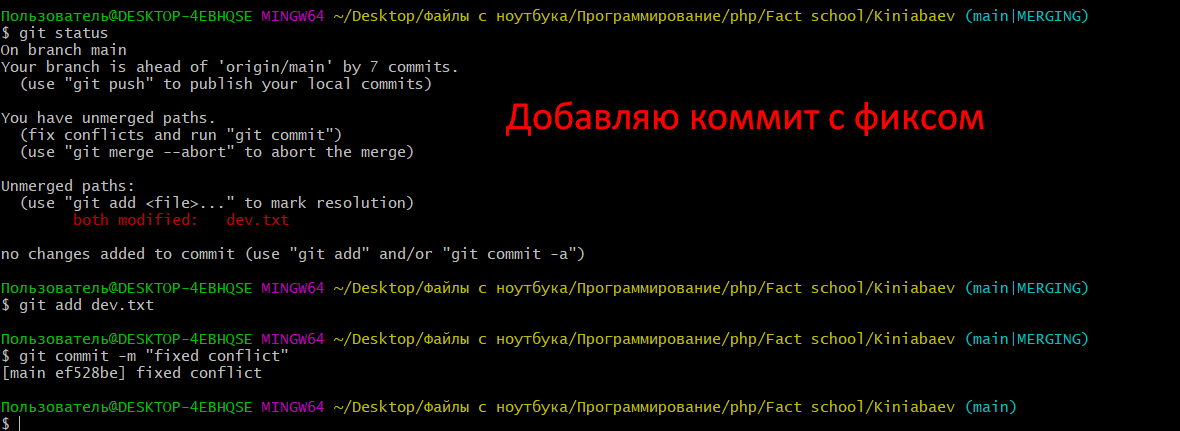 Пользователь@DESKTOP-4EBHQSE MINGW64 ~/Desktop/Файлы с ноутбука/Программирование/php/Fact school/Kiniabaev (main|MERGING)
$ git status
On branch main
Your branch is ahead of 'origin/main' by 7 commits.
  (use "git push" to publish your local commits)
Добавляю коммит с фиксом
You have unmerged paths.
  (fix conflicts and run "git commit")
  (use "git merge --abort" to abort the merge)
Unmerged paths:
  (use "git add <file>..." to mark resolution)
        both modified:   dev.txt
no changes added to commit (use "git add" and/or "git commit -a")
Пользователь@DESKTOP-4EBHQSE MINGW64 ~/Desktop/Файлы с ноутбука/Программирование/php/Fact school/Kiniabaev (main|MERGING)
$ git add dev.txt
Пользователь@DESKTOP-4EBHQSE MINGW64 ~/Desktop/Файлы с ноутбука/Программирование/php/Fact school/Kiniabaev (main|MERGING)
$ git commit -m "fixed conflict"
[main ef528be] fixed conflict
Пользователь@DESKTOP-4EBHQSE MINGW64 ~/Desktop/Файлы с ноутбука/Программирование/php/Fact school/Kiniabaev (main)
$